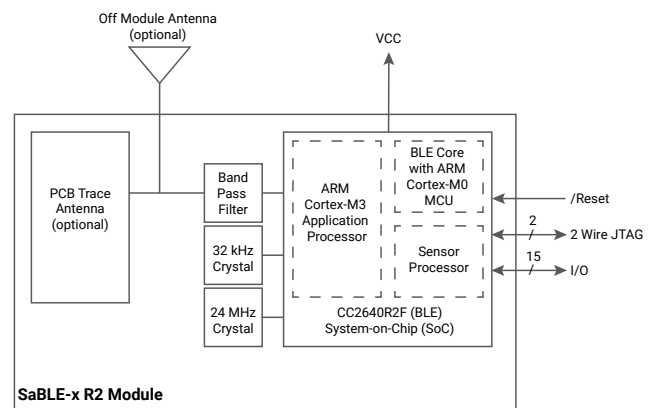 Off Module Antenna
(optional)
VCC
PCB Trace
Antenna
(optional)
Band
Pass
Filter
32 kHz
Crystal
24 MHz
Crystal
ARM
Cortex-M3
Application
Processor
BLE Core
with ARM
Cortex-M0
MCU
Sensor
Processor
CC2640R2F (BLE)
System-on-Chip (SoC)
/Reset
2
2 Wire JTAG
15
I/O
SaBLE-x R2 Module